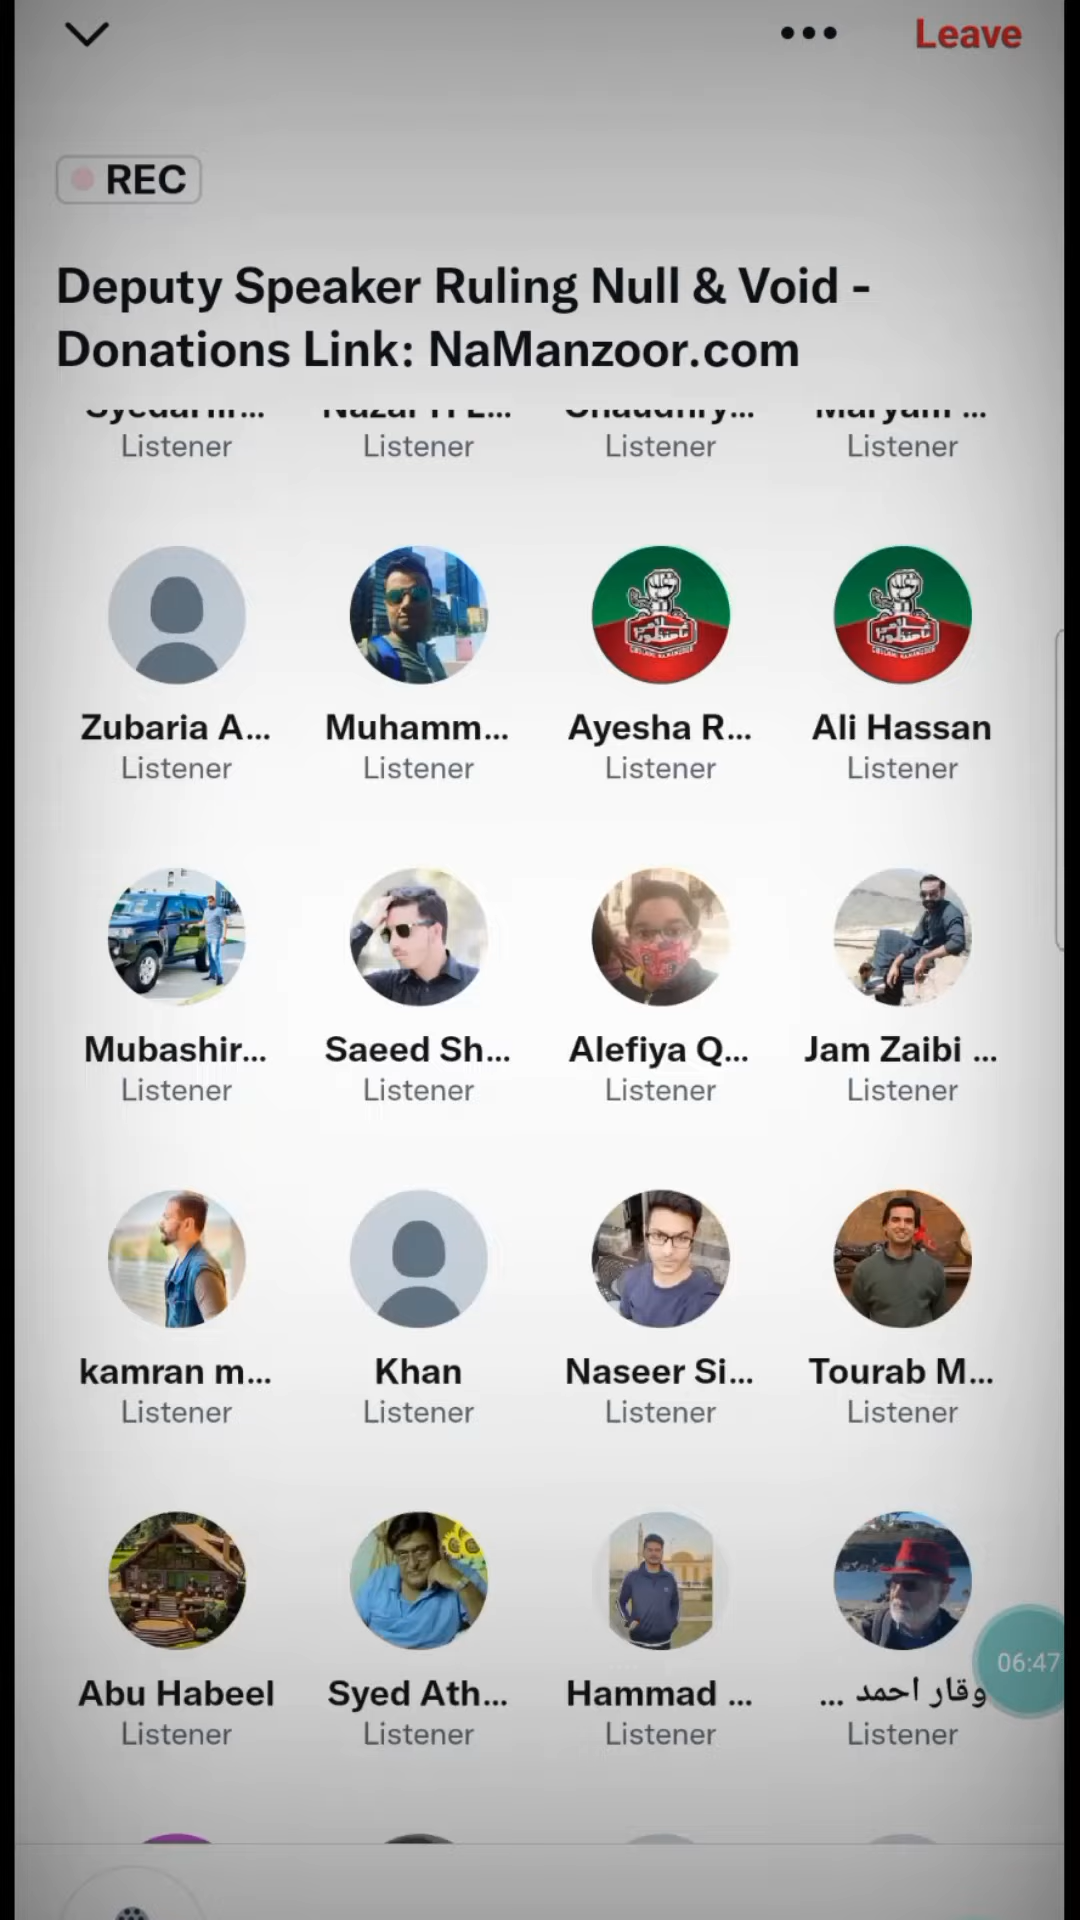 Leave
REC
Deputy Speaker Ruling Null & Void -
Donations Link: NaManzoor.com
Listener Listener Listener Listener
Zubaria A... Muhamm... Ayesha R... Ali Hassan
Listener Listener Listener Listener
Mubashir... Saeed Sh... Alefiya Q... Jam Zaibi ...
Listener Listener Listener Listener
kamran m... Khan Naseer Si... Tourab M...
Listener Listener Listener Listener
06:47
Abu Habeel Syed Ath... Hammad ... وقار احمد ...
Listener Listener Listener Listener